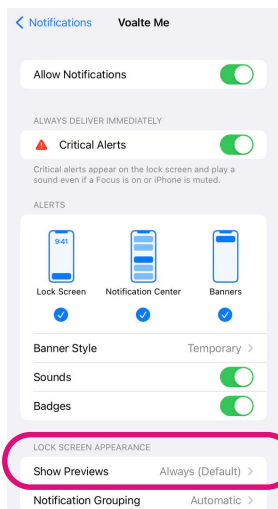 Notifications Voalte Me
Allow Notifications
ALWAYS DELIVER IMMEDIATELY
Critical Alerts
Critical alerts appear on the lock screen and play a
sound even if a Focus is on or iPhone is muted.
ALERTS
9:41
Lock Screen Notification Center Banners
Banner Style Temporary
Sounds
Badges
LOCK SCREEN APPEARANCE
Show Previews Always (Default)
Notification Grouping Automatic